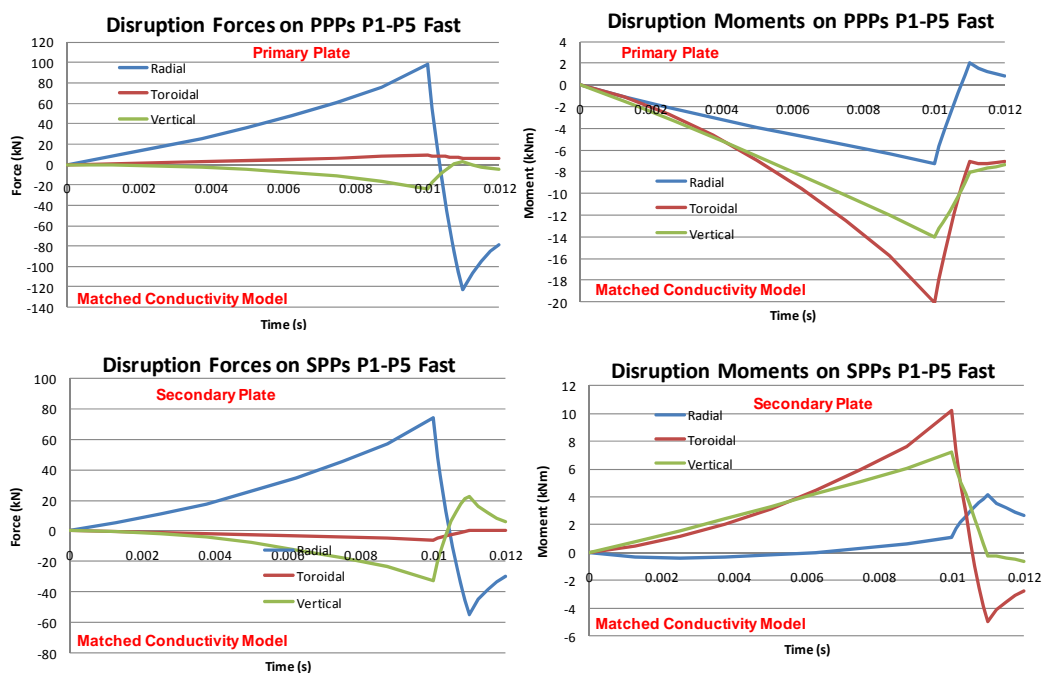 Disruption Forces on PPPs P1-P5 Fast
120
100
80
60
40
20
0
-20
-40
-60
-80
-100
-120
-140
Force (kN)
Primary Plate
Radial
Toroidal
Vertical
0 0.002 0.004 0.006 0.008 0.01 0.012
Matched Conductivity Model
Time (s)
Disruption Moments on PPPs P1-P5 Fast
4
2
0
-2
-4
-6
-8
-10
-12
-14
-16
-18
-20
Moment (kNm)
Primary Plate
0 0.002 0.004 0.006 0.008 0.01 0.012
Radial
Toroidal
Vertical
Matched Conductivity Model
Time (s)
Disruption Forces on SPPs P1-P5 Fast
100
80
60
40
20
0
-20
-40
-60
-80
Force (kN)
Secondary Plate
0 0.002 0.004 0.006 0.008 0.01 0.012
Radial
Toroidal
Vertical
Matched Conductivity Model
Time (s)
Disruption Moments on SPPs P1-P5 Fast
12
10
8
6
4
2
0
-2
-4
-6
Moment (kNm)
Secondary Plate
Radial
Toroidal
Vertical
0 0.002 0.004 0.006 0.008 0.01 0.012
Matched Conductivity Model
Time (s)